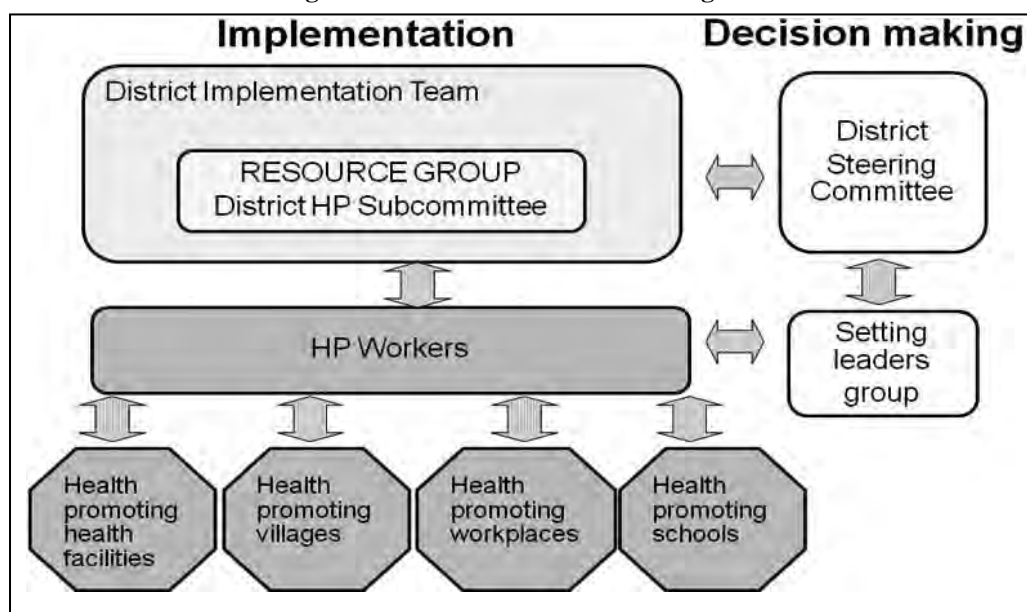 Implementation
Decision making
District Implementation Team
RESOURCE GROUP
District HP Subcommittee
District
Steering
Committee
HP Workers
Setting
leaders
group
Health
promoting
health
facilities
Health
promoting
villages
Health
promoting
workplaces
Health
promoting
schools